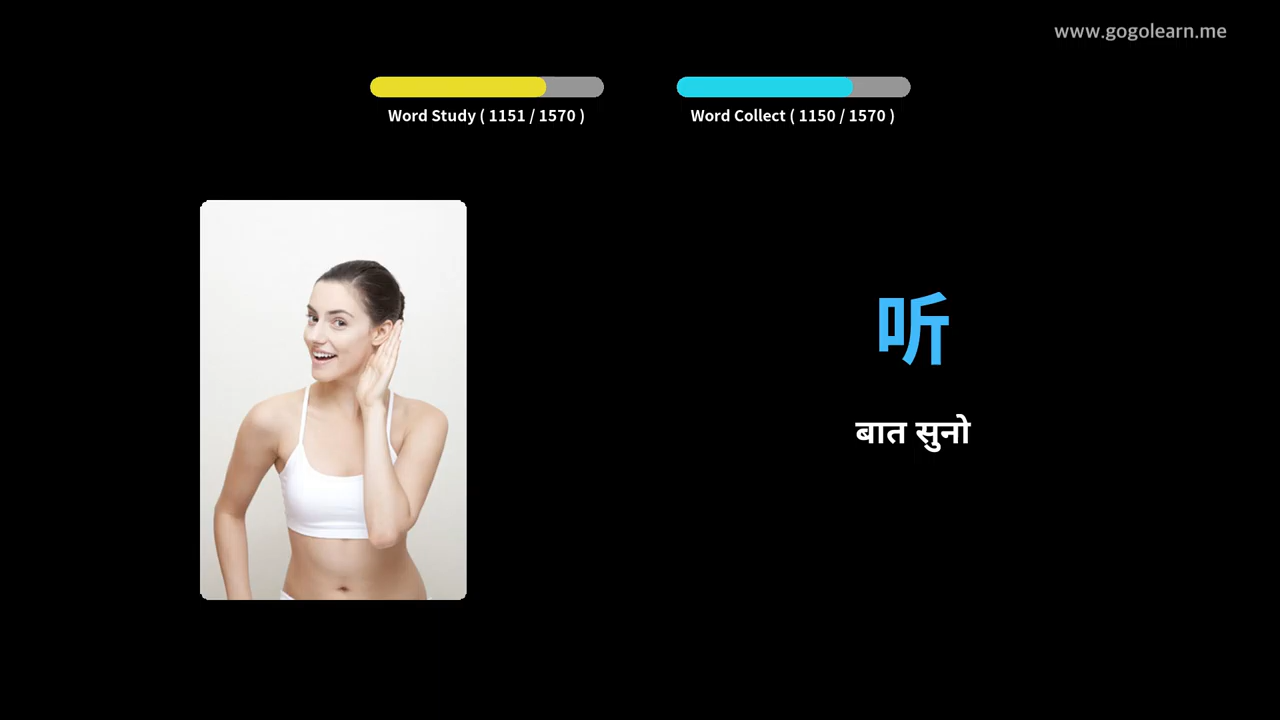 www.gogolearn.me
Word Study ( 1151 / 1570 )
Word Collect ( 1150 / 1570 )
听
बात सुनो